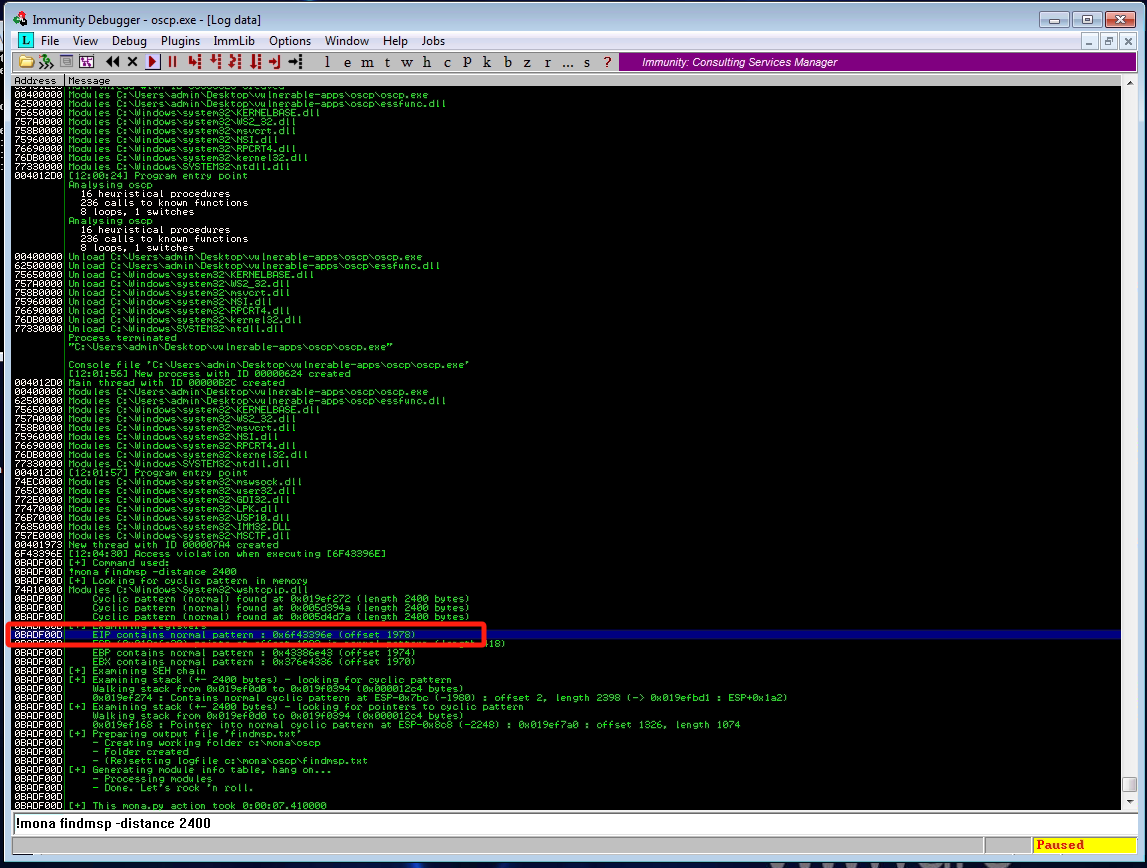 Immunity Debugger - oscp.exe - [Log data]
L File View Debug Plugins ImmLib Options Window Help Jobs
l e m t w h c P k b z r ... s ? Immunity: Consulting Services Manager
Address Message
00400000 Modules C:\Users\admin\Desktop\vulnerable-apps\oscp\oscp.exe
62500000 Modules C:\Users\admin\Desktop\vulnerable-apps\oscp\essfunc.dll
75650000 Modules C:\Windows\system32\KERNELBASE.dll
757A0000 Modules C:\Windows\system32\WS2_32.dll
758B0000 Modules C:\Windows\system32\msvcrt.dll
75960000 Modules C:\Windows\system32\NSI.dll
76690000 Modules C:\Windows\system32\RPCRT4.dll
76DB0000 Modules C:\Windows\system32\kernel32.dll
77330000 Modules C:\Windows\SYSTEM32\ntdll.dll
004012D0 [12:00:24] Program entry point
Analysing oscp
16 heuristical procedures
236 calls to known functions
8 loops, 1 switches
Analysing oscp
16 heuristical procedures
236 calls to known functions
8 loops, 1 switches
00400000 Unload C:\Users\admin\Desktop\vulnerable-apps\oscp\oscp.exe
62500000 Unload C:\Users\admin\Desktop\vulnerable-apps\oscp\essfunc.dll
75650000 Unload C:\Windows\system32\KERNELBASE.dll
757A0000 Unload C:\Windows\system32\WS2_32.dll
758B0000 Unload C:\Windows\system32\msvcrt.dll
75960000 Unload C:\Windows\system32\NSI.dll
76690000 Unload C:\Windows\system32\RPCRT4.dll
76DB0000 Unload C:\Windows\system32\kernel32.dll
77330000 Unload C:\Windows\SYSTEM32\ntdll.dll
Process terminated
"C:\Users\admin\Desktop\vulnerable-apps\oscp\oscp.exe"
Console file 'C:\Users\admin\Desktop\vulnerable-apps\oscp\oscp.exe'
[12:01:56] New process with ID 00000624 created
004012D0 Main thread with ID 00000B2C created
00400000 Modules C:\Users\admin\Desktop\vulnerable-apps\oscp\oscp.exe
62500000 Modules C:\Users\admin\Desktop\vulnerable-apps\oscp\essfunc.dll
75650000 Modules C:\Windows\system32\KERNELBASE.dll
757A0000 Modules C:\Windows\system32\WS2_32.dll
758B0000 Modules C:\Windows\system32\msvcrt.dll
75960000 Modules C:\Windows\system32\NSI.dll
76690000 Modules C:\Windows\system32\RPCRT4.dll
76DB0000 Modules C:\Windows\system32\kernel32.dll
77330000 Modules C:\Windows\SYSTEM32\ntdll.dll
004012D0 [12:01:57] Program entry point
74EC0000 Modules C:\Windows\system32\mswsock.dll
765C0000 Modules C:\Windows\system32\user32.dll
772E0000 Modules C:\Windows\system32\GDI32.dll
77470000 Modules C:\Windows\system32\LPK.dll
76B70000 Modules C:\Windows\system32\USP10.dll
76850000 Modules C:\Windows\system32\IMM32.DLL
757E0000 Modules C:\Windows\system32\MSCTF.dll
00401973 New thread with ID 000007A4 created
6F43396E [12:04:30] Access violation when executing [6F43396E]
0BADF00D [+] Command used:
0BADF00D !mona findmsp -distance 2400
0BADF00D [+] Looking for cyclic pattern in memory
74A10000 Modules C:\Windows\System32\wshtcpip.dll
0BADF00D Cyclic pattern (normal) found at 0x019ef272 (length 2400 bytes)
0BADF00D Cyclic pattern (normal) found at 0x005d394a (length 2400 bytes)
0BADF00D Cyclic pattern (normal) found at 0x005d4d7a (length 2400 bytes)
0BADF00D [+] Examining registers
0BADF00D EIP contains normal pattern : 0x6f43396e (offset 1978)
0BADF00D EBP contains normal pattern : 0x43386e43 (offset 1974)
0BADF00D EBX contains normal pattern : 0x376e4336 (offset 1970)
0BADF00D [+] Examining SEH chain
0BADF00D [+] Examining stack (+- 2400 bytes) - looking for cyclic pattern
0BADF00D Walking stack from 0x019ef0d0 to 0x019f0394 (0x000012c4 bytes)
0BADF00D 0x019ef274 : Contains normal cyclic pattern at ESP-0x7bc (-1980) : offset 2, length 2398 (-> 0x019efbd1 : ESP+0x1a2)
0BADF00D [+] Examining stack (+- 2400 bytes) - looking for pointers to cyclic pattern
0BADF00D Walking stack from 0x019ef0d0 to 0x019f0394 (0x000012c4 bytes)
0BADF00D 0x019ef168 : Pointer into normal cyclic pattern at ESP-0x8c8 (-2248) : 0x019ef7a0 : offset 1326, length 1074
0BADF00D [+] Preparing output file 'findmsp.txt'
0BADF00D - Creating working folder c:\mona\oscp
0BADF00D - Folder created
0BADF00D - (Re)setting logfile c:\mona\oscp\findmsp.txt
0BADF00D [+] Generating module info table, hang on...
0BADF00D - Processing modules
0BADF00D - Done. Let's rock 'n roll.
0BADF00D
0BADF00D [+] This mona.py action took 0:00:07.410000
!mona findmsp -distance 2400
Paused